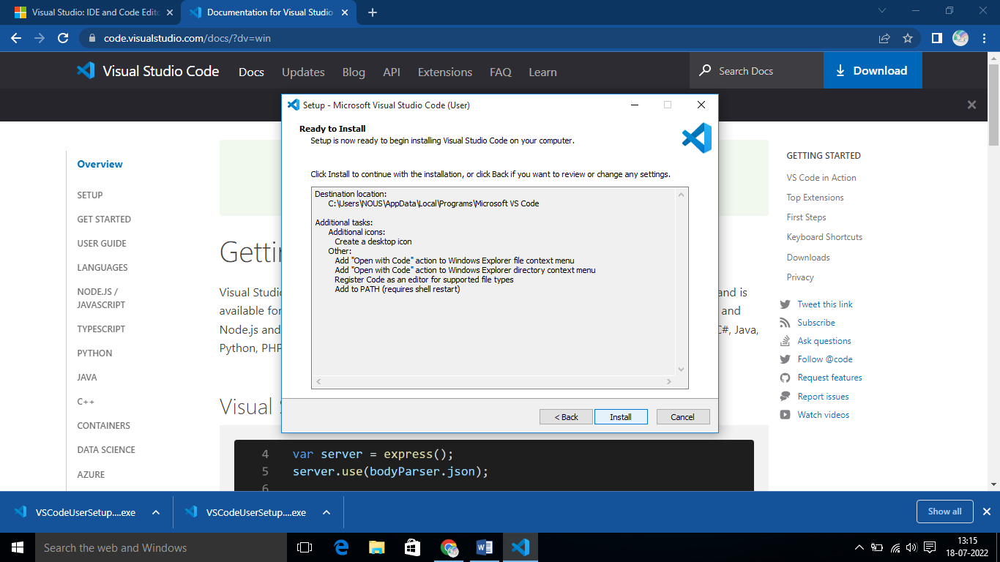 Visual Studio: IDE and Code Edito
Documentation for Visual Studio
code.visualstudio.com/docs/?dv=win
Visual Studio Code
Docs
Updates
Blog
API
Extensions
FAQ
Learn
Search Docs
Download
Setup - Microsoft Visual Studio Code (User)
Ready to Install
Setup is now ready to begin installing Visual Studio Code on your computer.
Click Install to continue with the installation, or click Back if you want to review or change any settings.
Destination location:
C:\Users\NOUS\AppData\Local\Programs\Microsoft VS Code
Additional tasks:
Additional icons:
Create a desktop icon
Other:
Add "Open with Code" action to Windows Explorer file context menu
Add "Open with Code" action to Windows Explorer directory context menu
Register Code as an editor for supported file types
Add to PATH (requires shell restart)
< Back
Install
Cancel
Overview
SETUP
GET STARTED
USER GUIDE
LANGUAGES
NODE.JS /
JAVASCRIPT
TYPESCRIPT
PYTHON
JAVA
C++
CONTAINERS
DATA SCIENCE
AZURE
Visual Studi and is
available for and
Node.js and C#, Java,
Python, PHP
Visual
4 var server = express();
5 server.use(bodyParser.json);
6
GETTING STARTED
VS Code in Action
Top Extensions
First Steps
Keyboard Shortcuts
Downloads
Privacy
Tweet this link
Subscribe
Ask questions
Follow @code
Request features
Report issues
Watch videos
VSCodeUserSetup....exe
VSCodeUserSetup....exe
Show all
Search the web and Windows
13:15
18-07-2022